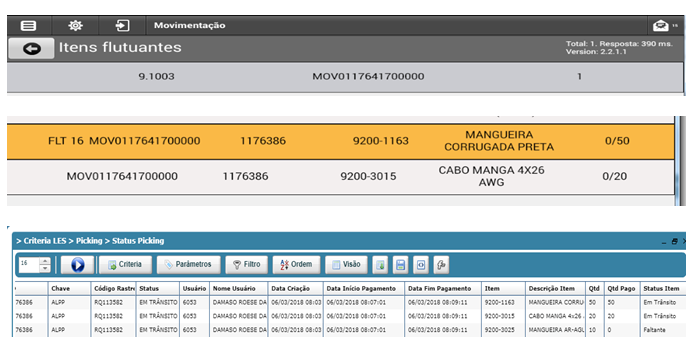 Movimentação 16
Itens flutuantes Total: 1. Resposta: 390 ms.
Version: 2.2.1.1
9.1003 MOV0117641700000 1
FLT 16 MOV0117641700000 1176386 9200-1163 MANGUEIRA CORRUGADA PRETA 0/50
MOV0117641700000 1176386 9200-3015 CABO MANGA 4X26 AWG 0/20
> Criteria LES > Picking > Status Picking
16 Criteria Parâmetros Filtro Ordem Visão
Chave Código Rastre Status Usuário Nome Usuário Data Criação Data Início Pagamento Data Fim Pagamento Item Descrição Item Qtd Qtd Pago Status Item
76386 ALPP RQ113582 EM TRÂNSITO 6053 DAMASO ROESE DA 06/03/2018 08:03 06/03/2018 08:07:01 06/03/2018 08:09:11 9200-1163 MANGUEIRA CORRU 50 50 Em Trânsito
76386 ALPP RQ113582 EM TRÂNSITO 6053 DAMASO ROESE DA 06/03/2018 08:03 06/03/2018 08:07:01 06/03/2018 08:09:11 9200-3015 CABO MANGA 4x26 20 20 Em Trânsito
76386 ALPP RQ113582 EM TRÂNSITO 6053 DAMASO ROESE DA 06/03/2018 08:03 06/03/2018 08:07:01 06/03/2018 08:09:11 9200-3025 MANGUEIRA AR-AGU 10 0 Faltante